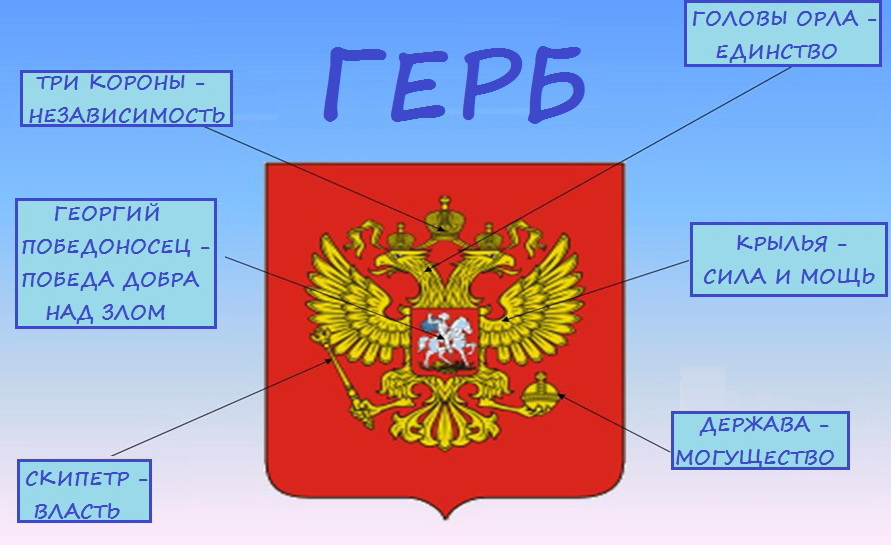 ГЕРБ
ТРИ КОРОНЫ -
НЕЗАВИСИМОСТЬ
ГОЛОВЫ ОРЛА -
ЕДИНСТВО
ГЕОРГИЙ
ПОБЕДОНОСЕЦ -
ПОБЕДА ДОБРА
НАД ЗЛОМ
КРЫЛЬЯ -
СИЛА И МОЩЬ
СКИПЕТР -
ВЛАСТЬ
ДЕРЖАВА -
МОГУЩЕСТВО